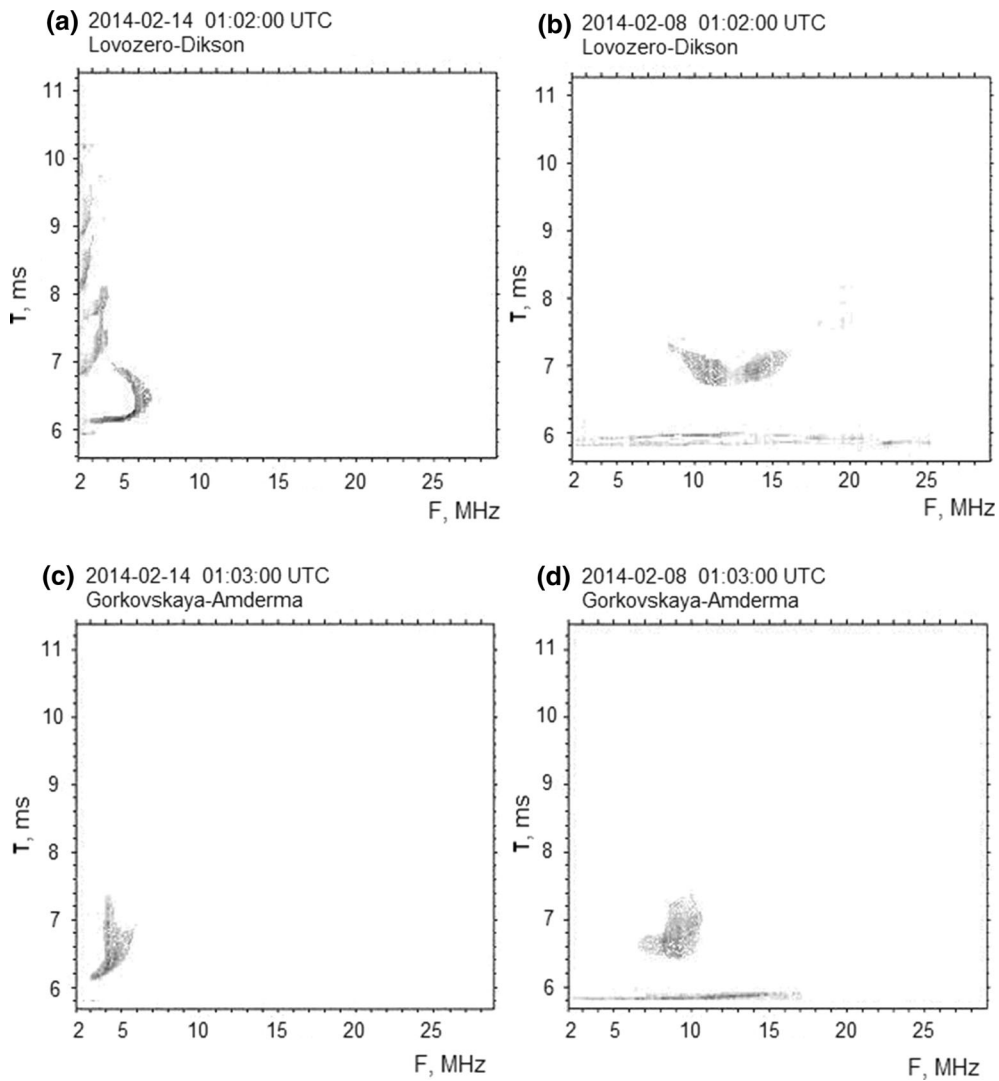 (a) 2014-02-14 01:02:00 UTC
Lovozero-Dikson
11
10
9
8
7
6
T, ms
2 5 10 15 20 25
F, MHz
(b) 2014-02-08 01:02:00 UTC
Lovozero-Dikson
11
10
9
8
7
6
T, ms
2 5 10 15 20 25
F, MHz
(c) 2014-02-14 01:03:00 UTC
Gorkovskaya-Amderma
11
10
9
8
7
6
T, ms
2 5 10 15 20 25
F, MHz
(d) 2014-02-08 01:03:00 UTC
Gorkovskaya-Amderma
11
10
9
8
7
6
T, ms
2 5 10 15 20 25
F, MHz